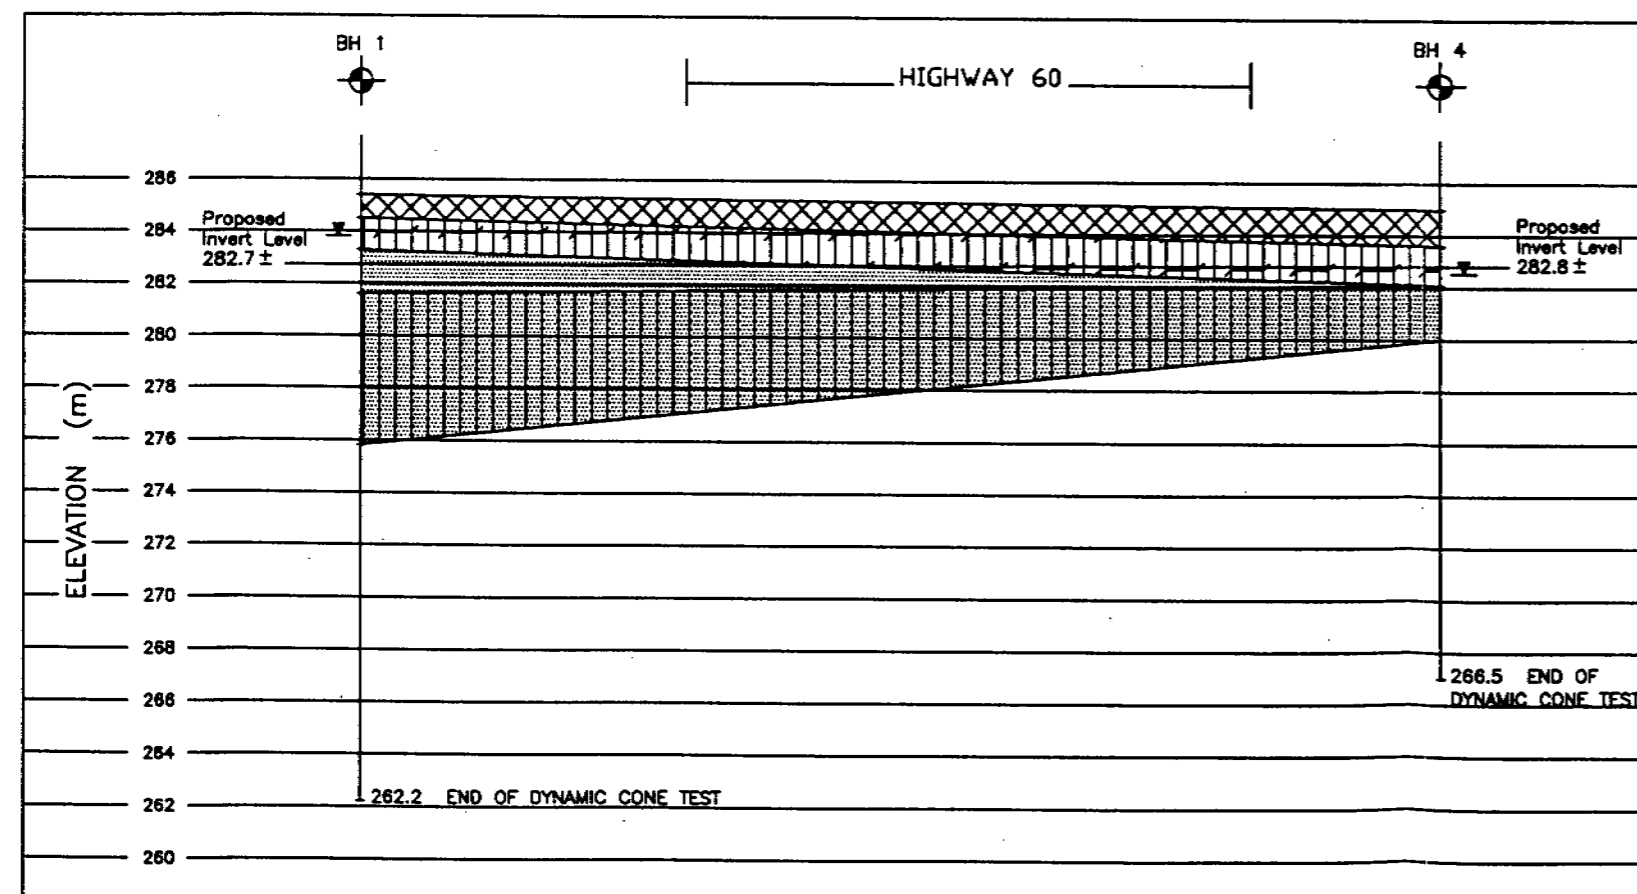 BH 1
BH 4
HIGHWAY 60
286
284
282
280
278
276
274
272
270
268
266
264
262
260
ELEVATION (m)
Proposed
Invert Level
282.7 ±
Proposed
Invert Level
282.8 ±
266.5 END OF
DYNAMIC CONE TEST
262.2 END OF DYNAMIC CONE TEST